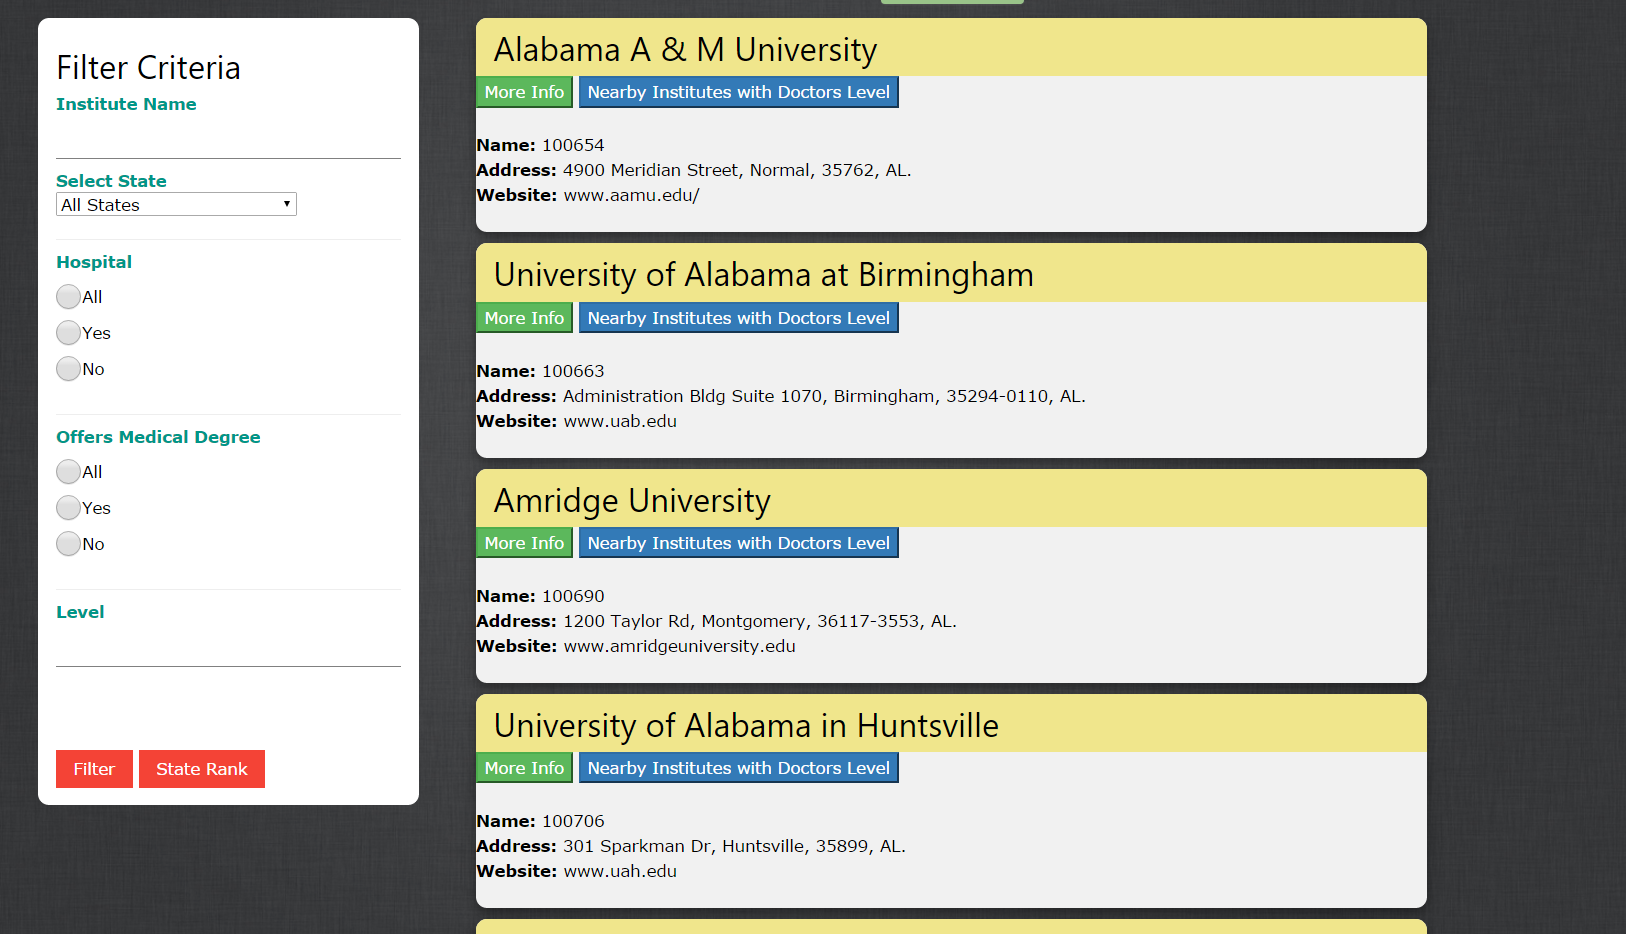 Filter Criteria
Institute Name
Select State
All States
Hospital
All
Yes
No
Offers Medical Degree
All
Yes
No
Level
Filter State Rank
Alabama A & M University
More Info Nearby Institutes with Doctors Level
Name: 100654
Address: 4900 Meridian Street, Normal, 35762, AL.
Website: www.aamu.edu/
University of Alabama at Birmingham
More Info Nearby Institutes with Doctors Level
Name: 100663
Address: Administration Bldg Suite 1070, Birmingham, 35294-0110, AL.
Website: www.uab.edu
Amridge University
More Info Nearby Institutes with Doctors Level
Name: 100690
Address: 1200 Taylor Rd, Montgomery, 36117-3553, AL.
Website: www.amridgeuniversity.edu
University of Alabama in Huntsville
More Info Nearby Institutes with Doctors Level
Name: 100706
Address: 301 Sparkman Dr, Huntsville, 35899, AL.
Website: www.uah.edu